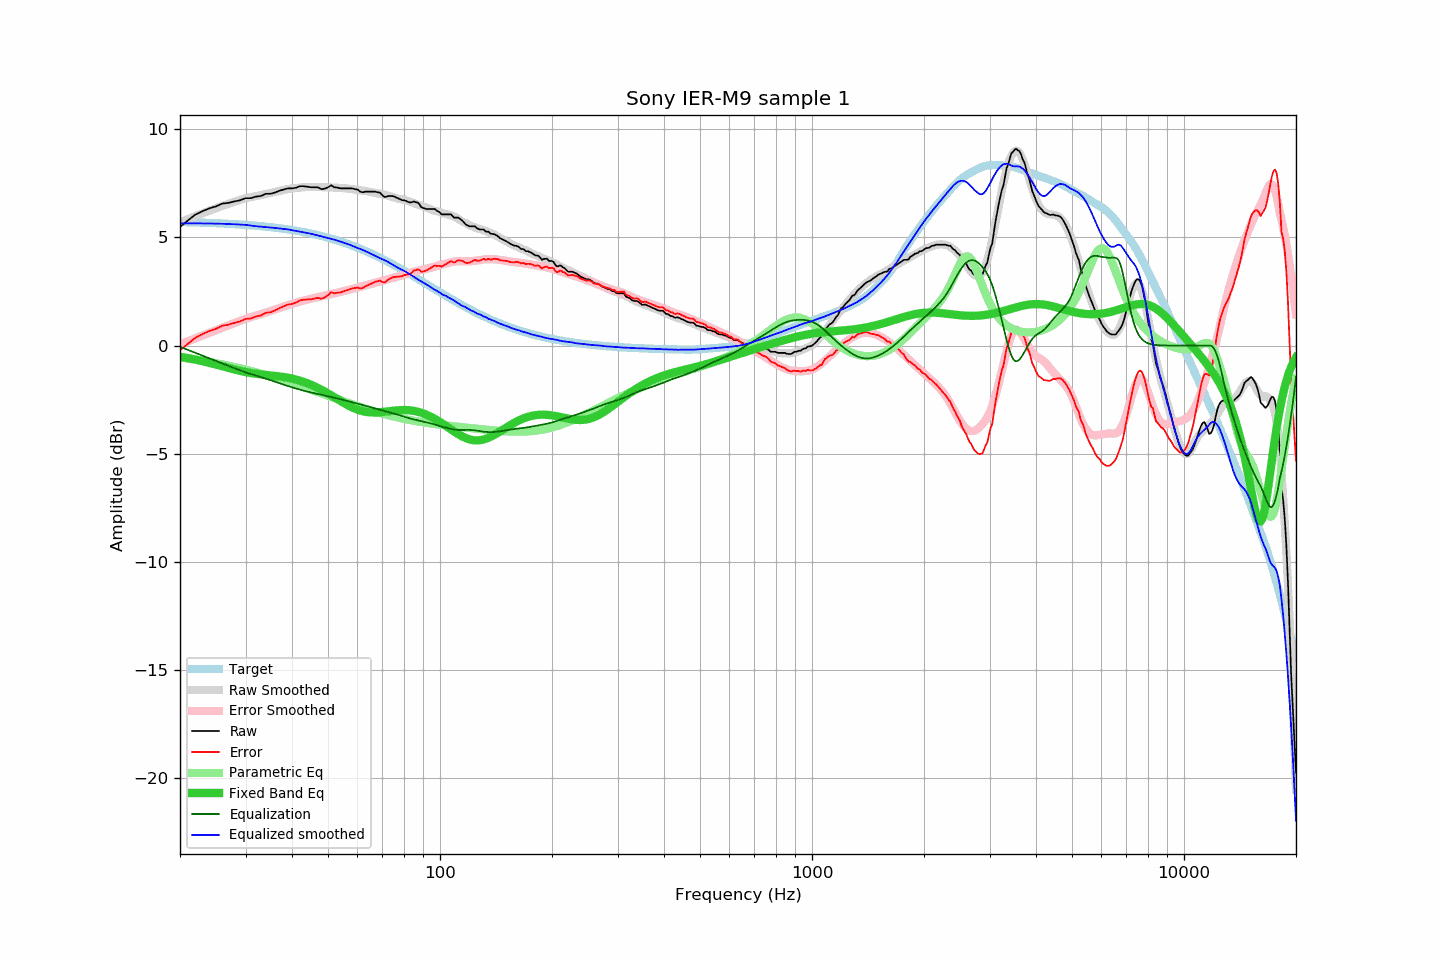 Sony IER-M9 sample 1
10
5
0
−5
−10
−15
−20
Amplitude (dBr)
Target
Raw Smoothed
Error Smoothed
Raw
Error
Parametric Eq
Fixed Band Eq
Equalization
Equalized smoothed
100
1000
10000
Frequency (Hz)